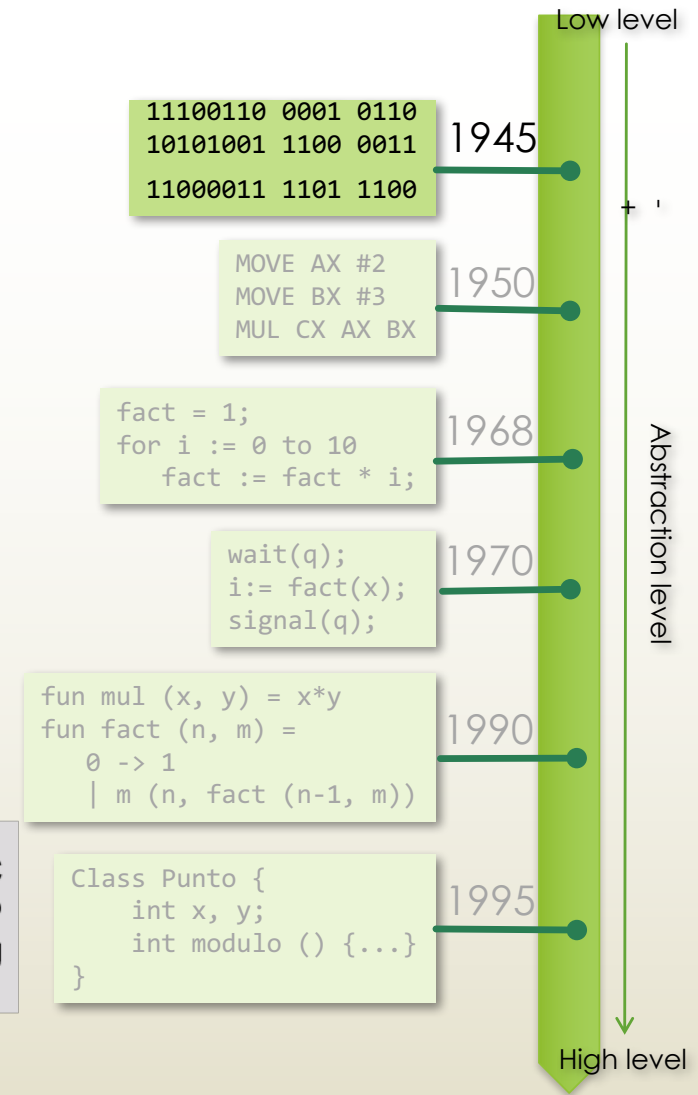 Low level
11100110 0001 0110
10101001 1100 0011
11000011 1101 1100
1945
+ -
MOVE AX #2
MOVE BX #3
MUL CX AX BX
1950
fact = 1;
for i := 0 to 10
fact := fact * i;
1968
Abstraction level
wait(q);
i:= fact(x);
signal(q);
1970
fun mul (x, y) = x*y
fun fact (n, m) =
0 -> 1
| m (n, fact (n-1, m))
1990
Class Punto {
int x, y;
int modulo () {...}
}
1995
High level